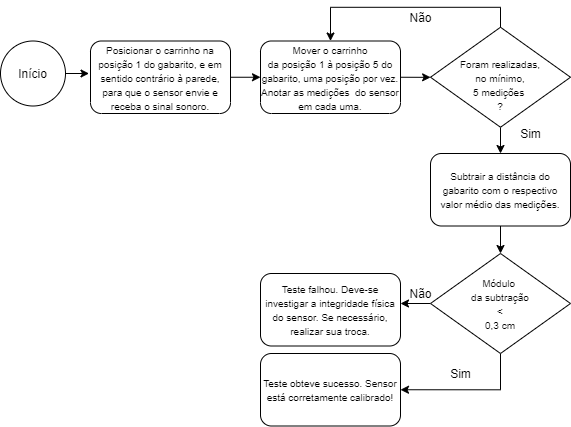 Não
Início
Posicionar o carrinho na
posição 1 do gabarito, e em
sentido contrário à parede,
para que o sensor envie e
receba o sinal sonoro.
Mover o carrinho
da posição 1 à posição 5 do
gabarito, uma posição por vez.
Anotar as medições do sensor
em cada uma.
Foram realizadas,
no mínimo,
5 medições
?
Sim
Subtrair a distância do
gabarito com o respectivo
valor médio das medições.
Módulo
da subtração
<
0,3 cm
Não
Teste falhou. Deve-se
investigar a integridade física
do sensor. Se necessário,
realizar sua troca.
Sim
Teste obteve sucesso. Sensor
está corretamente calibrado!